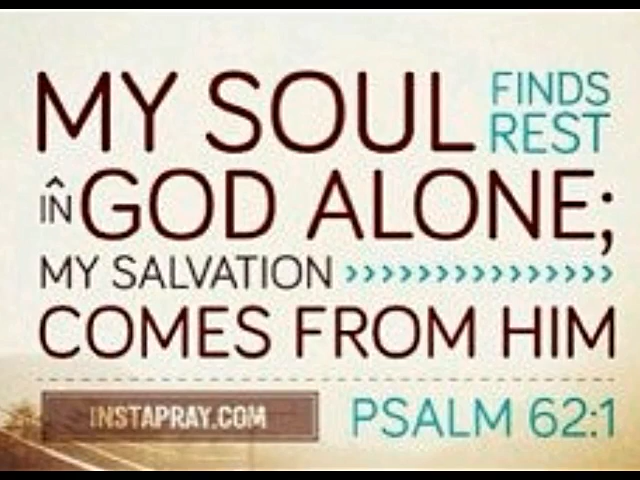 MY SOUL FINDS REST
IN GOD ALONE;
MY SALVATION >>>>>>>>>>>>>>>>
COMES FROM HIM
INSTAPRAY.COM PSALM 62:1